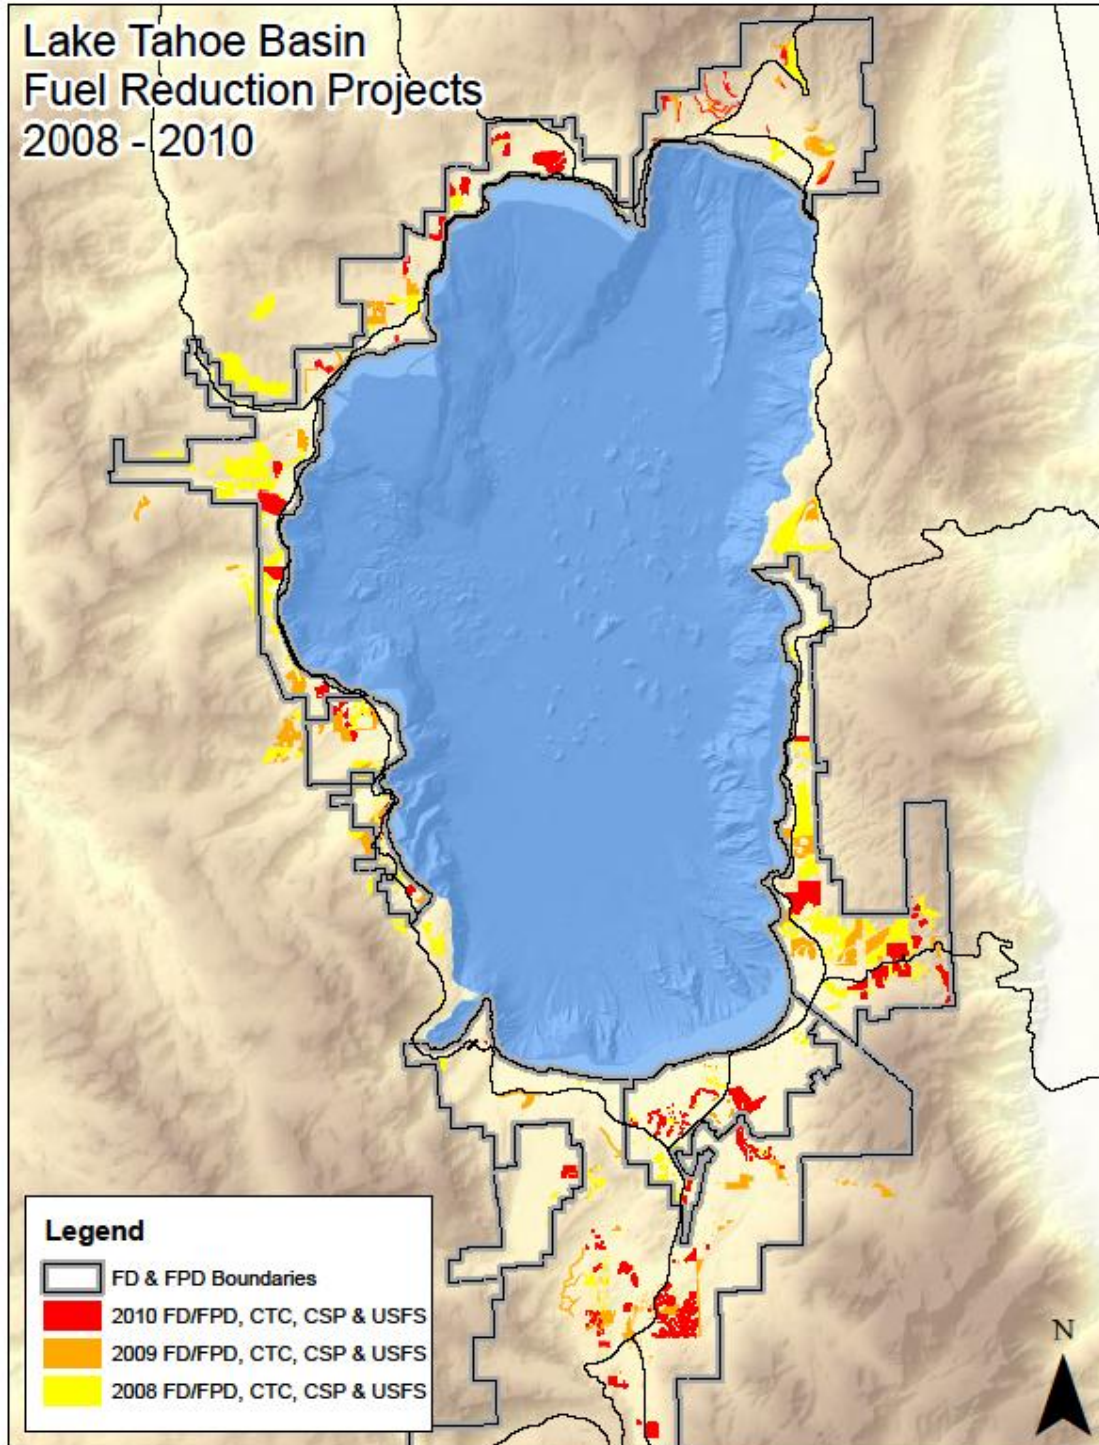 Lake Tahoe Basin
Fuel Reduction Projects
2008 - 2010
Legend
FD & FPD Boundaries
2010 FD/FPD, CTC, CSP & USFS
2009 FD/FPD, CTC, CSP & USFS
2008 FD/FPD, CTC, CSP & USFS
N